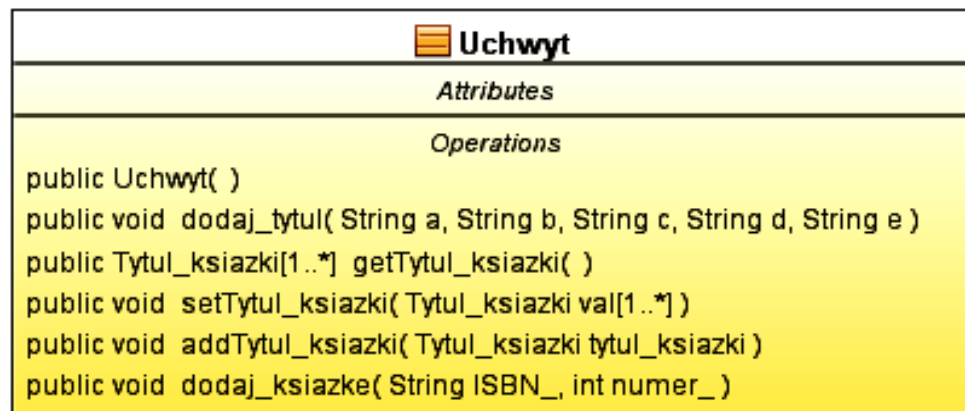 Uchwyt
Attributes
Operations
public Uchwyt( )
public void dodaj_tytul( String a, String b, String c, String d, String e )
public Tytul_ksiazki[1..*] getTytul_ksiazki( )
public void setTytul_ksiazki( Tytul_ksiazki val[1..*] )
public void addTytul_ksiazki( Tytul_ksiazki tytul_ksiazki )
public void dodaj_ksiazke( String ISBN_, int numer_ )